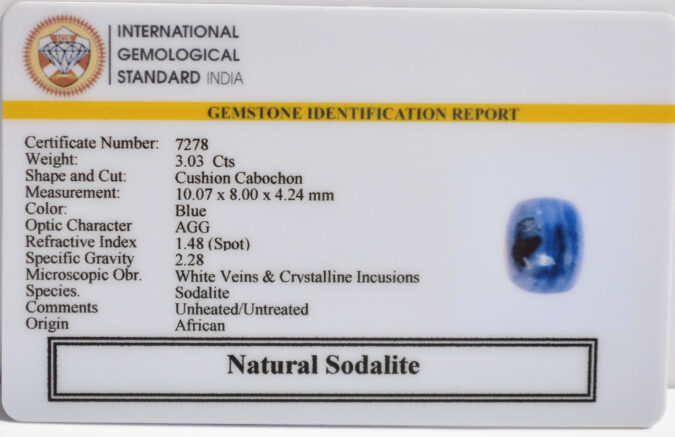 INTERNATIONAL
GEMOLOGICAL
STANDARD INDIA
GEMSTONE IDENTIFICATION REPORT
Certificate Number: 7278
Weight: 3.03 Cts
Shape and Cut: Cushion Cabochon
Measurement: 10.07 x 8.00 x 4.24 mm
Color: Blue
Optic Character AGG
Refractive Index 1.48 (Spot)
Specific Gravity 2.28
Microscopic Obr. White Veins & Crystalline Incusions
Species. Sodalite
Comments Unheated/Untreated
Origin African
Natural Sodalite